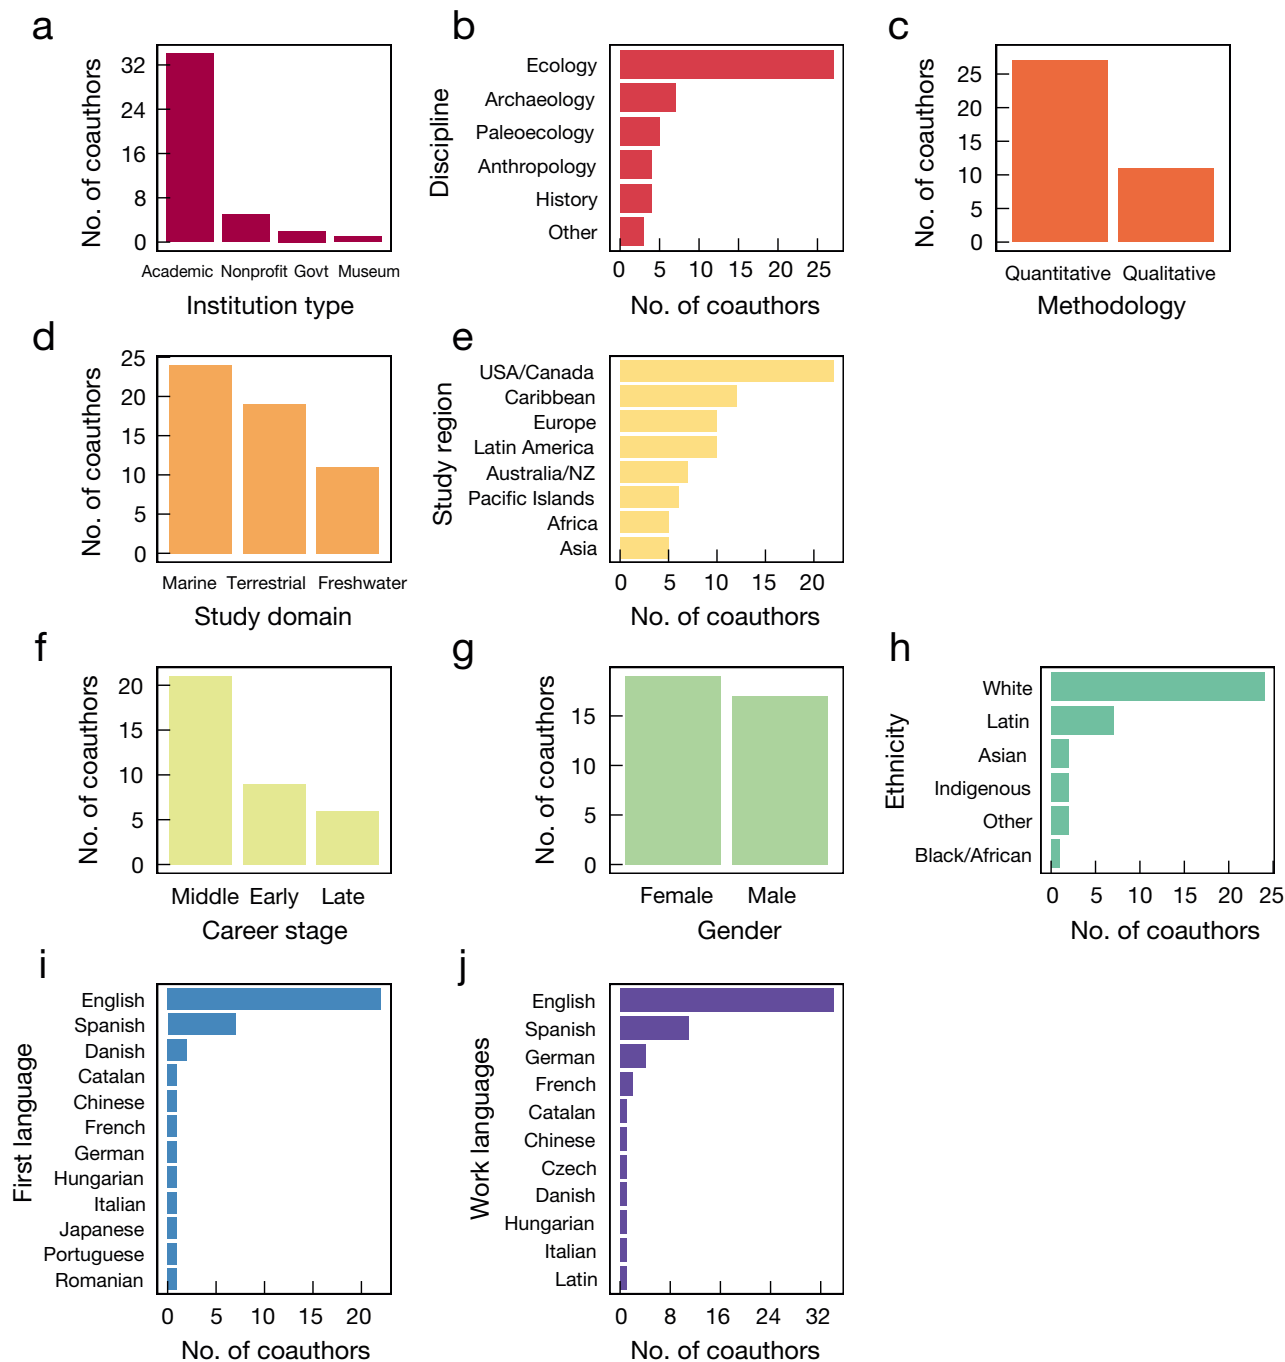 a
No. of coauthors
32
24
16
8
0
Academic Nonprofit Govt Museum
Institution type
b
Discipline
Ecology
Archaeology
Paleoecology
Anthropology
History
Other
0 5 10 15 20 25
No. of coauthors
c
No. of coauthors
25
20
15
10
5
0
Quantitative Qualitative
Methodology
d
No. of coauthors
25
20
15
10
5
0
Marine Terrestrial Freshwater
Study domain
e
Study region
USA/Canada
Caribbean
Europe
Latin America
Australia/NZ
Pacific Islands
Africa
Asia
0 5 10 15 20
No. of coauthors
f
No. of coauthors
20
15
10
5
0
Middle Early Late
Career stage
g
No. of coauthors
15
10
5
0
Female Male
Gender
h
Ethnicity
White
Latin
Asian
Indigenous
Other
Black/African
0 5 10 15 20 25
No. of coauthors
i
First language
English
Spanish
Danish
Catalan
Chinese
French
German
Hungarian
Italian
Japanese
Portuguese
Romanian
0 5 10 15 20
No. of coauthors
j
Work languages
English
Spanish
German
French
Catalan
Chinese
Czech
Danish
Hungarian
Italian
Latin
0 8 16 24 32
No. of coauthors